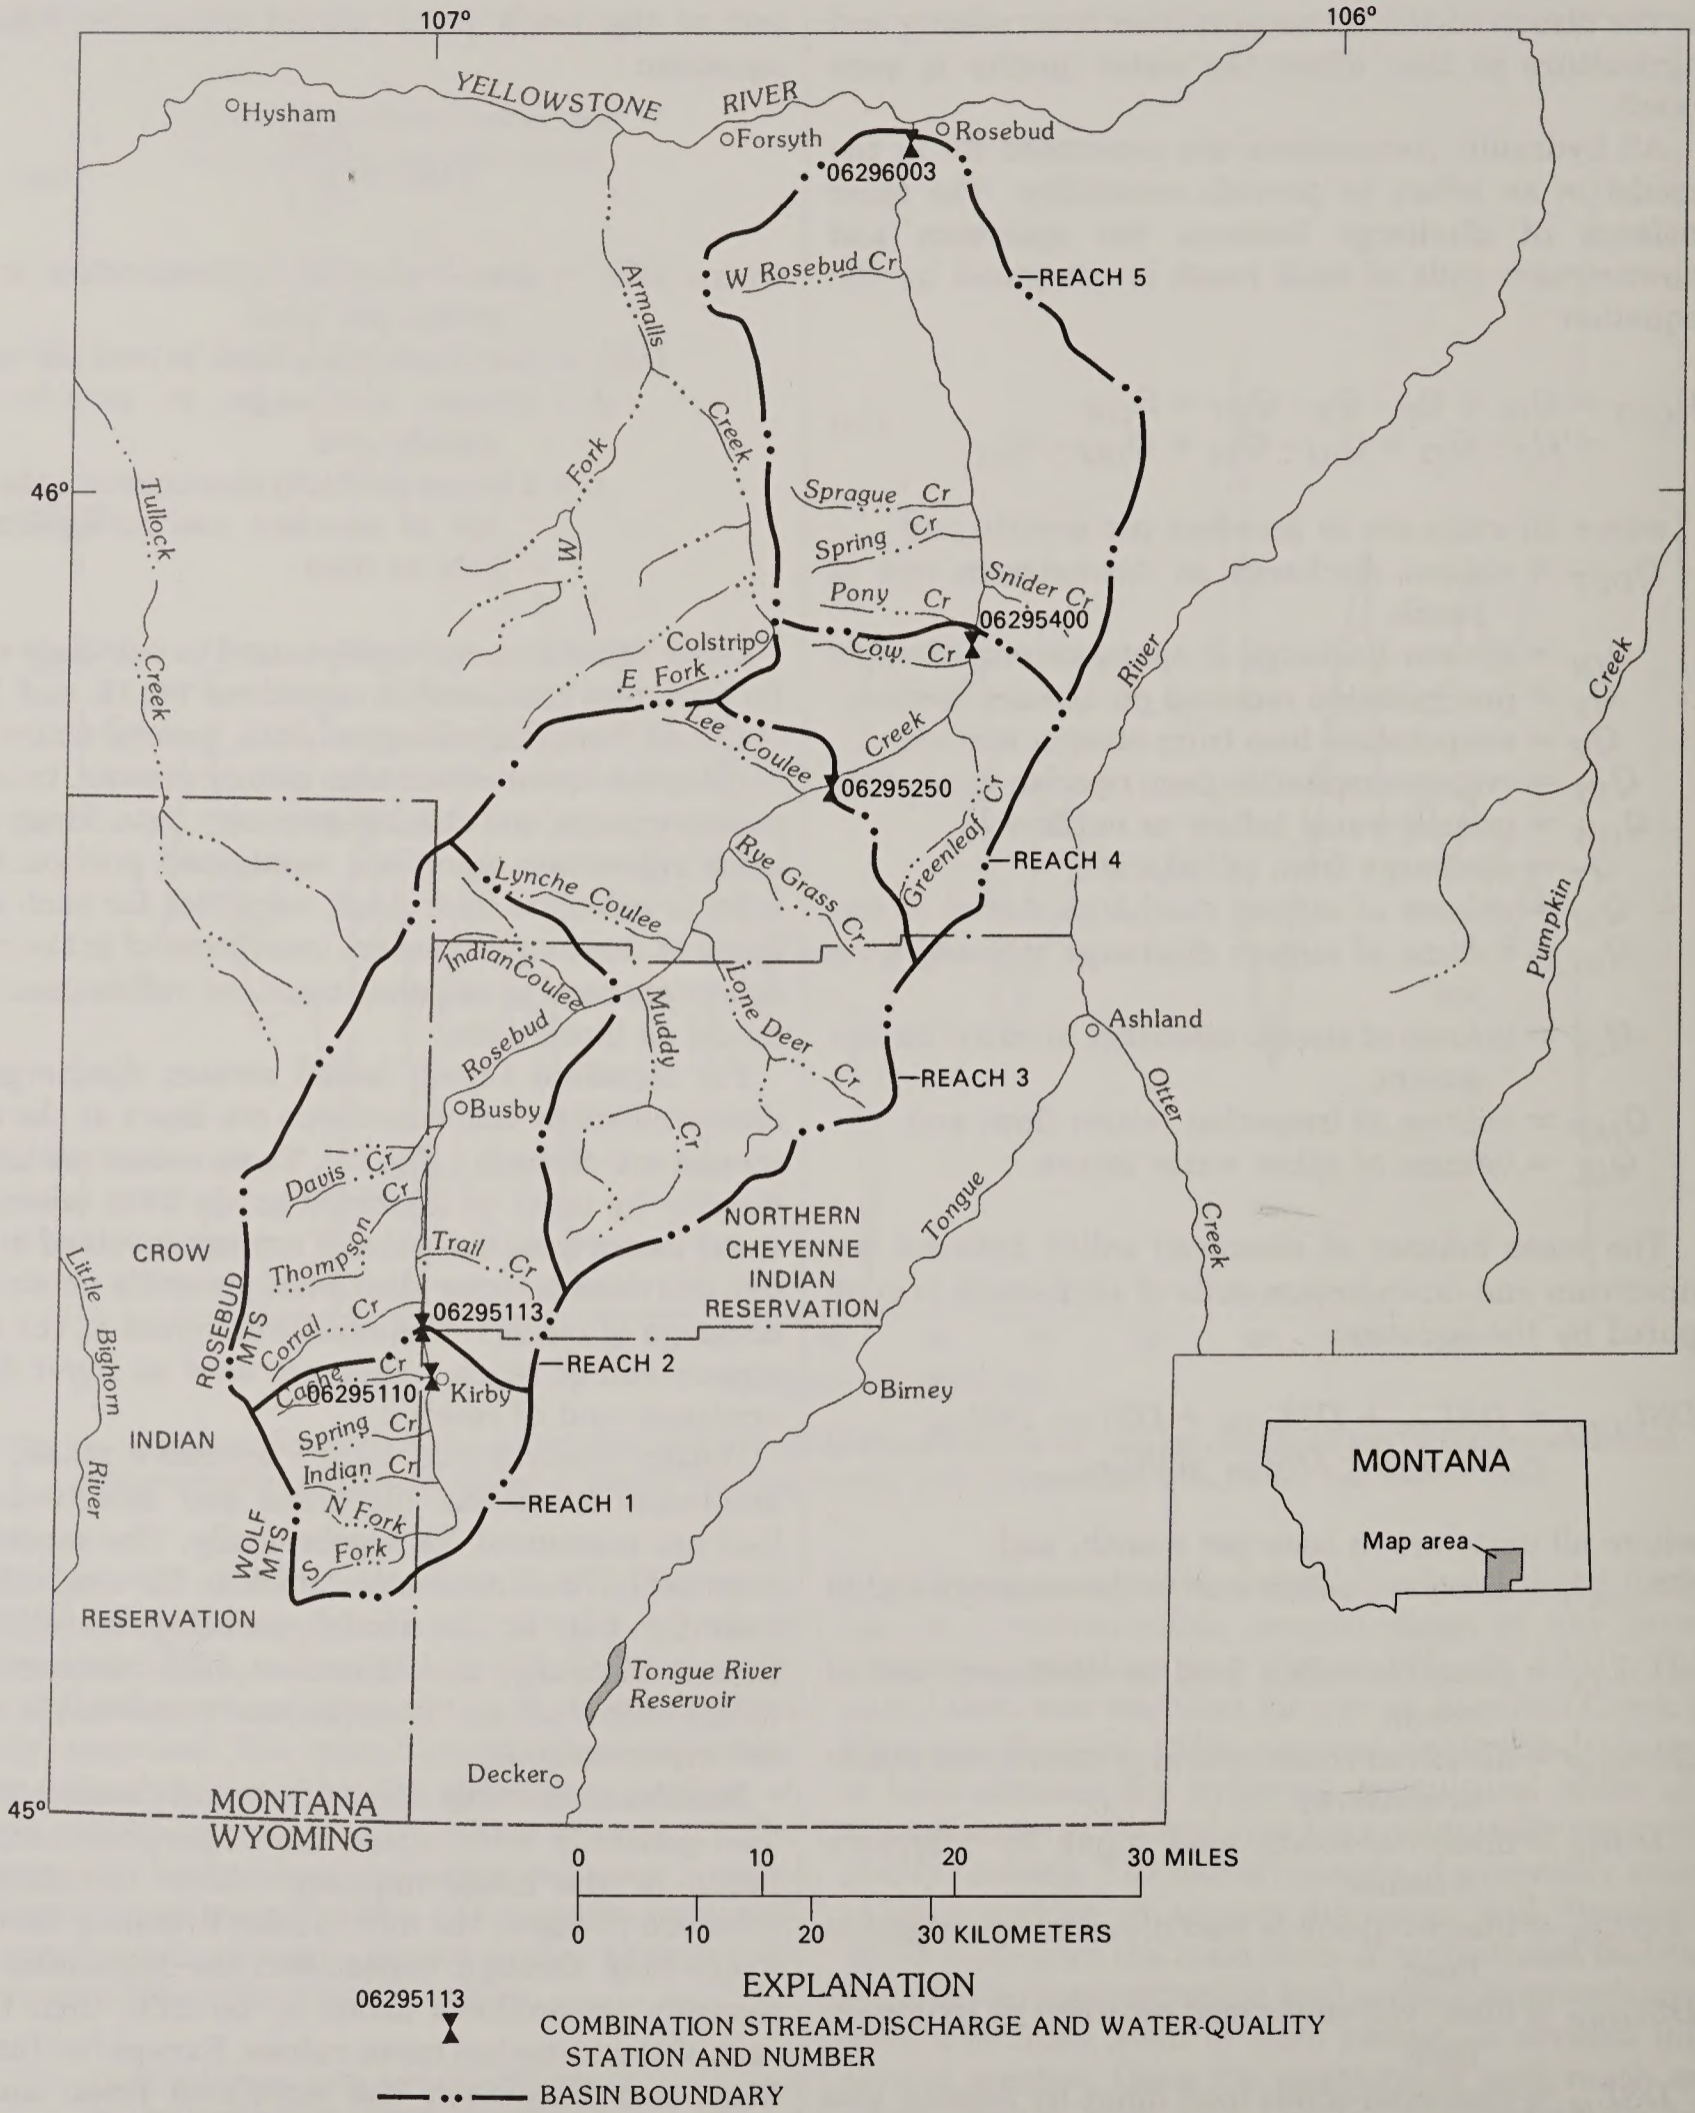 107°
106°
YELLOWSTONE RIVER
Hysham
Forsyth
Rosebud
06296003
W Rosebud Cr
REACH 5
Armalls
Creek
Fork
W
46°
Tullock
Creek
Sprague Cr
Spring Cr
Snider Cr
Pony Cr
06295400
Colstrip
Cow Cr
E Fork
River
Creek
Lee Coulee
Creek
06295250
Greenleaf Cr
Rye Grass Cr
REACH 4
Lynche Coulee
Pumpkin
Indian Coulee
Lone Deer Cr
Muddy
Cr
Rosebud
Ashland
REACH 3
Otter
Creek
Busby
Davis Cr
Thompson Cr
Tongue
NORTHERN
CHEYENNE
INDIAN
RESERVATION
CROW
Trail Cr
Little
Bighorn
River
ROSEBUD
MTS
Corral Cr
06295113
REACH 2
Cache Cr
06295110
Kirby
Birney
INDIAN
Spring Cr
Indian Cr
N Fork
REACH 1
WOLF
MTS
S Fork
RESERVATION
MONTANA
Map area
Tongue River
Reservoir
Decker
45°
MONTANA
WYOMING
0 10 20 30 MILES
0 10 20 30 KILOMETERS
EXPLANATION
06295113
COMBINATION STREAM-DISCHARGE AND WATER-QUALITY
STATION AND NUMBER
BASIN BOUNDARY